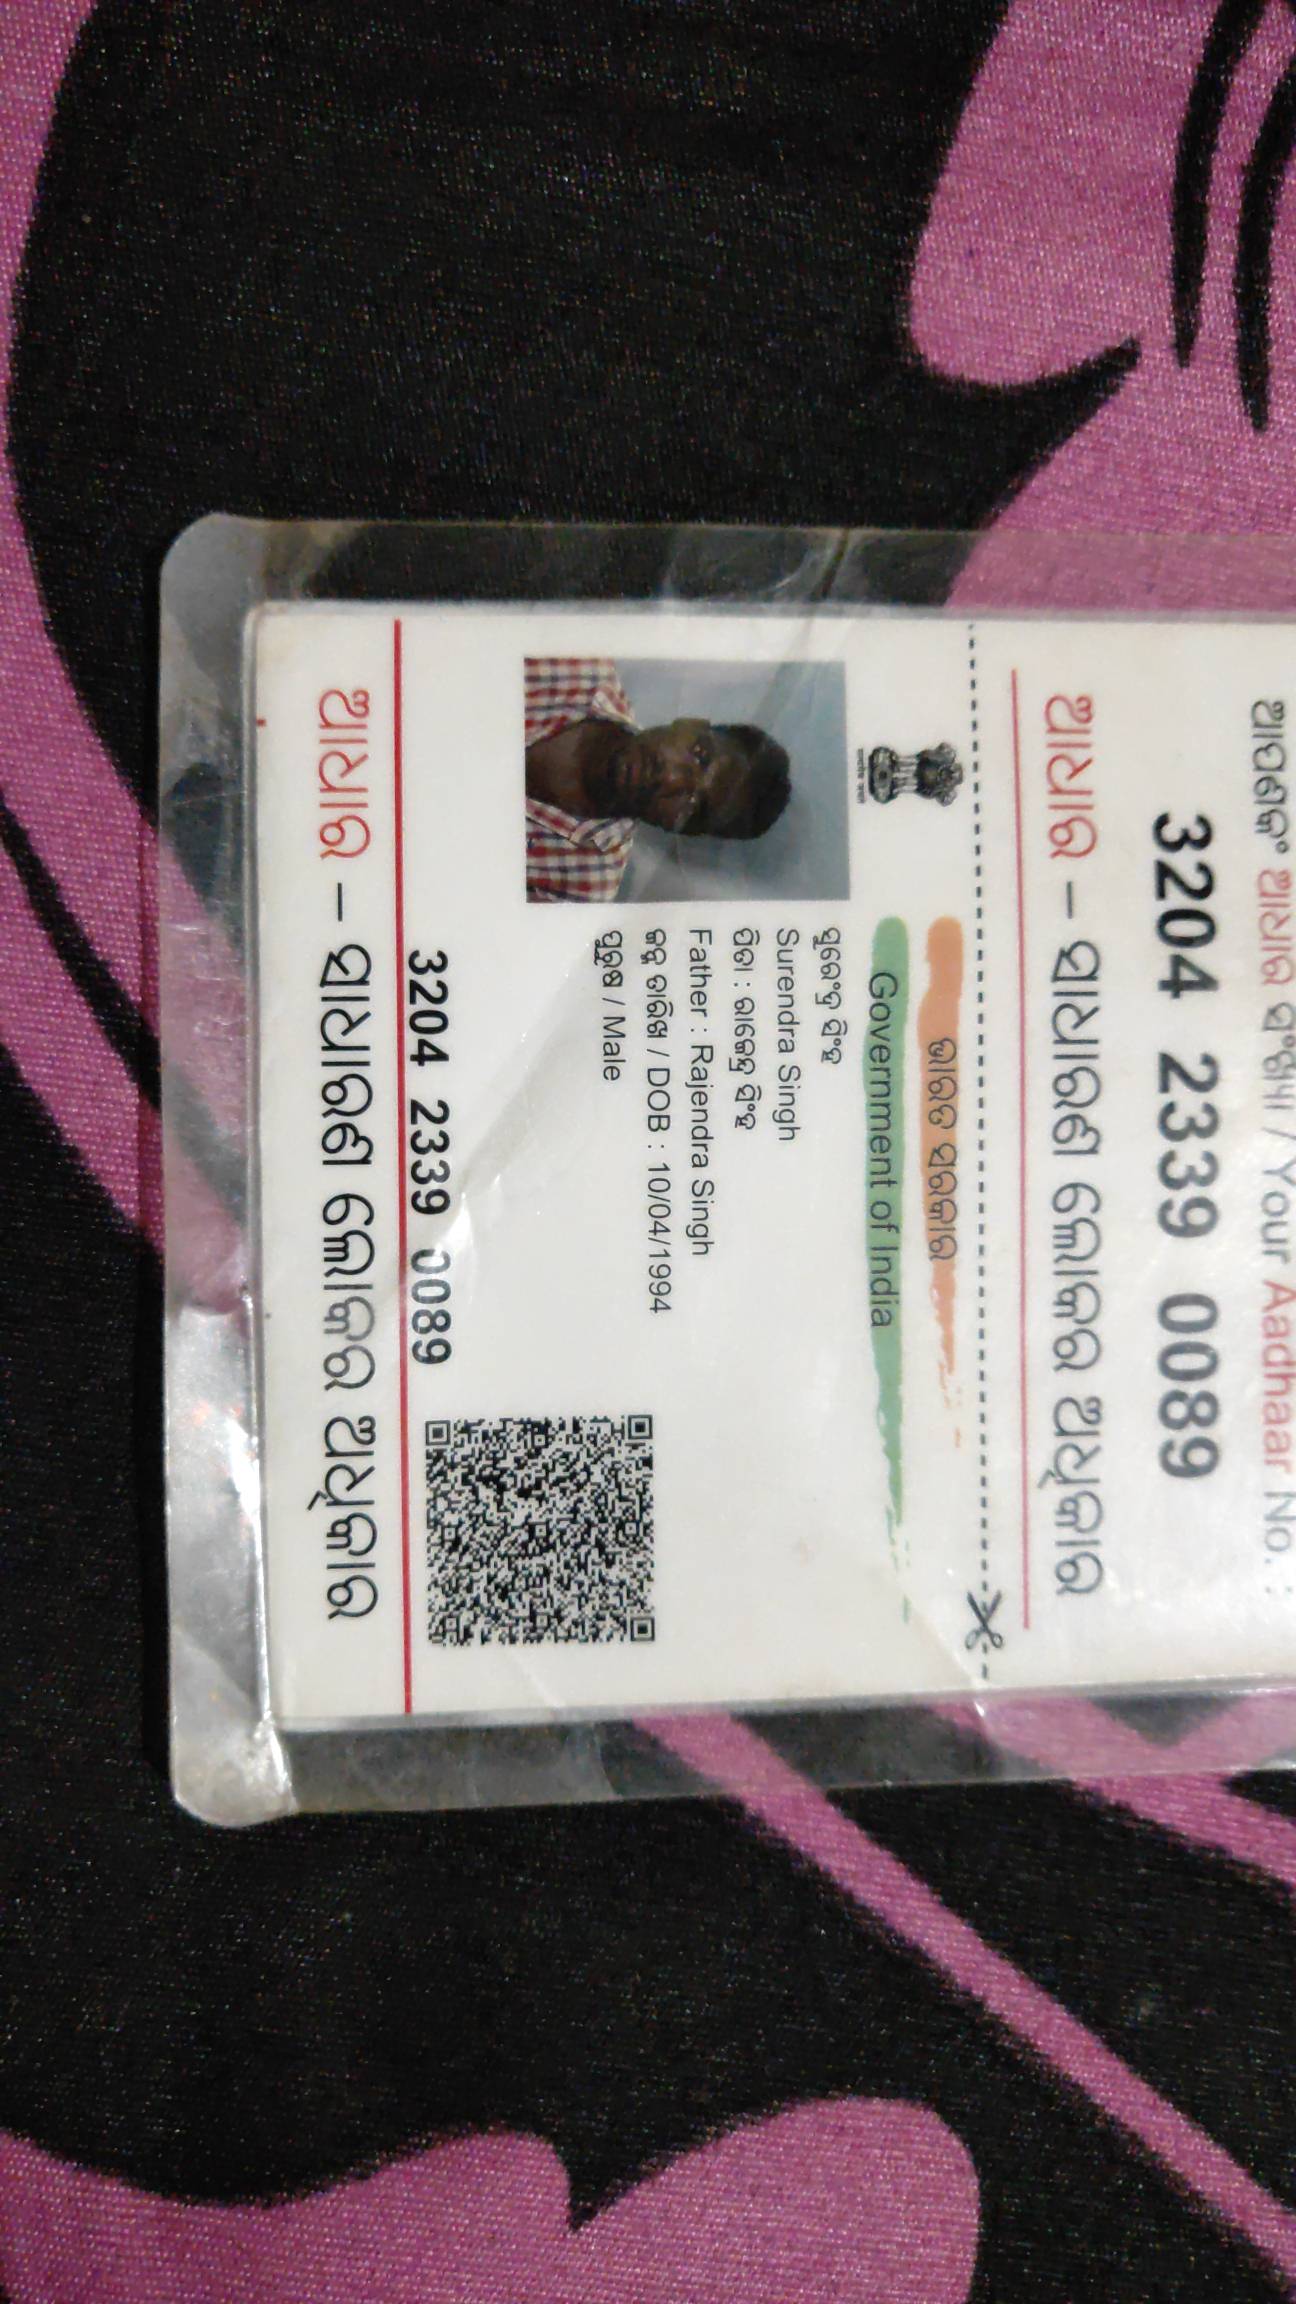 ଆପଣଙ୍କ ଆଧାର ସଂଖ୍ୟା / Your Aadhaar No. :
3204 2339 0089
ଆଧାର – ସାଧାରଣ ଲୋକର ଅଧିକାର
ଭାରତ ସରକାର
Government of India
ସୁରେନ୍ଦ୍ର ସିଂହ
Surendra Singh
ପିତା : ରାଜେନ୍ଦ୍ର ସିଂହ
Father : Rajendra Singh
ଜନ୍ମ ତାରିଖ / DOB : 10/04/1994
ପୁରୁଷ / Male
3204 2339 0089
ଆଧାର – ସାଧାରଣ ଲୋକର ଅଧିକାର